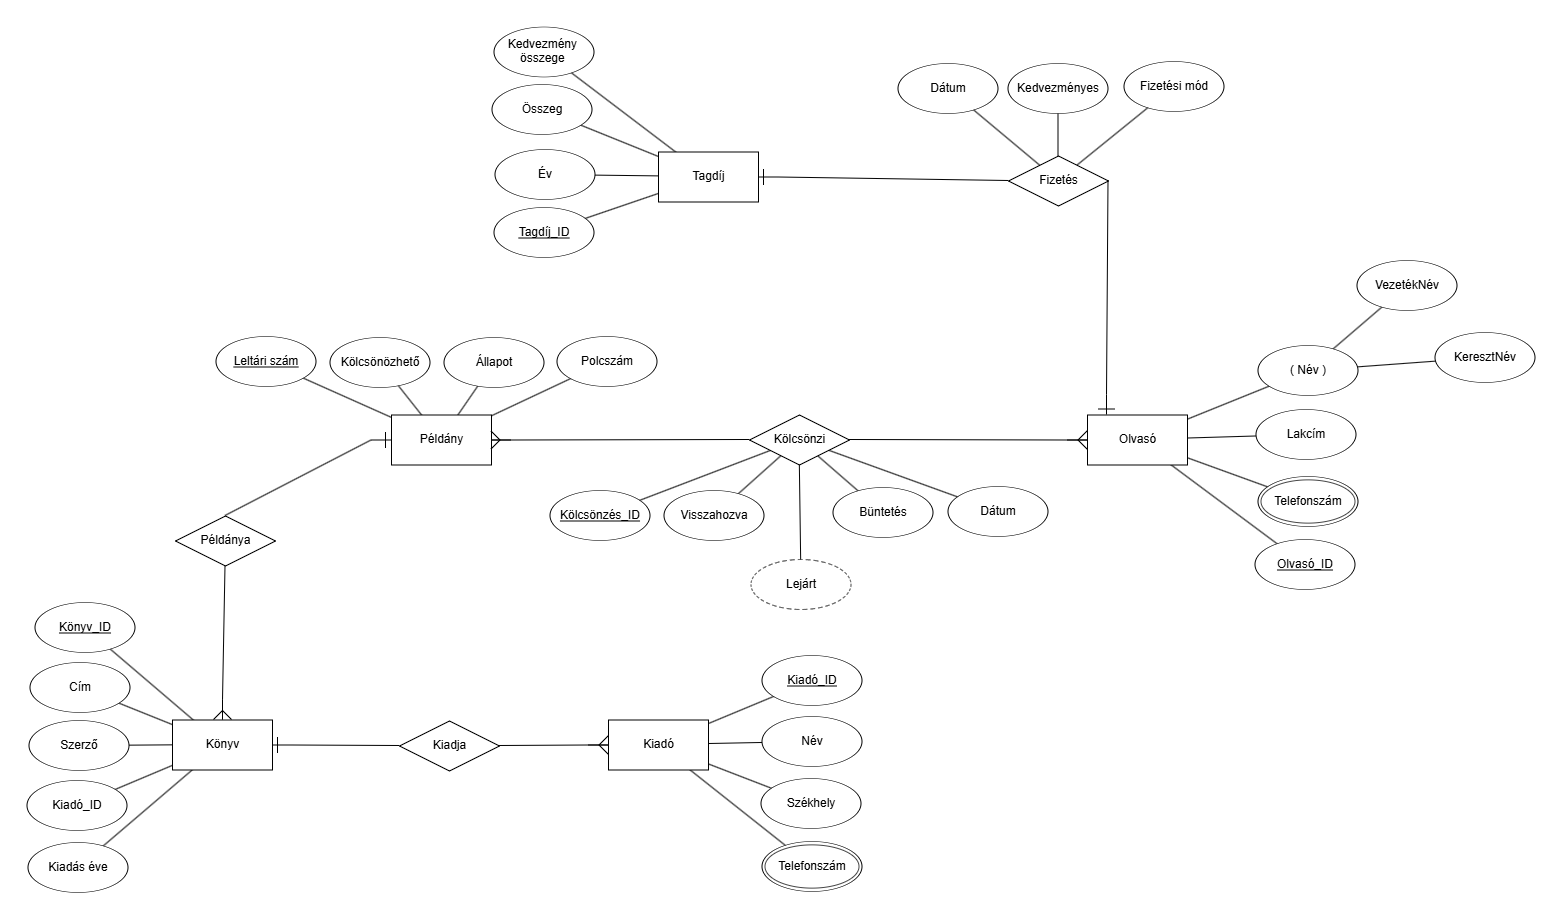 Kedvezmény
összege
Összeg
Év
Tagdíj_ID
Tagdíj
Dátum
Kedvezményes
Fizetési mód
Fizetés
VezetékNév
KeresztNév
( Név )
Lakcím
Telefonszám
Olvasó_ID
Olvasó
Leltári szám
Kölcsönözhető
Állapot
Polcszám
Példány
Kölcsönzi
Kölcsönzés_ID
Visszahozva
Büntetés
Dátum
Lejárt
Példánya
Könyv_ID
Cím
Szerző
Kiadó_ID
Kiadás éve
Könyv
Kiadja
Kiadó
Kiadó_ID
Név
Székhely
Telefonszám